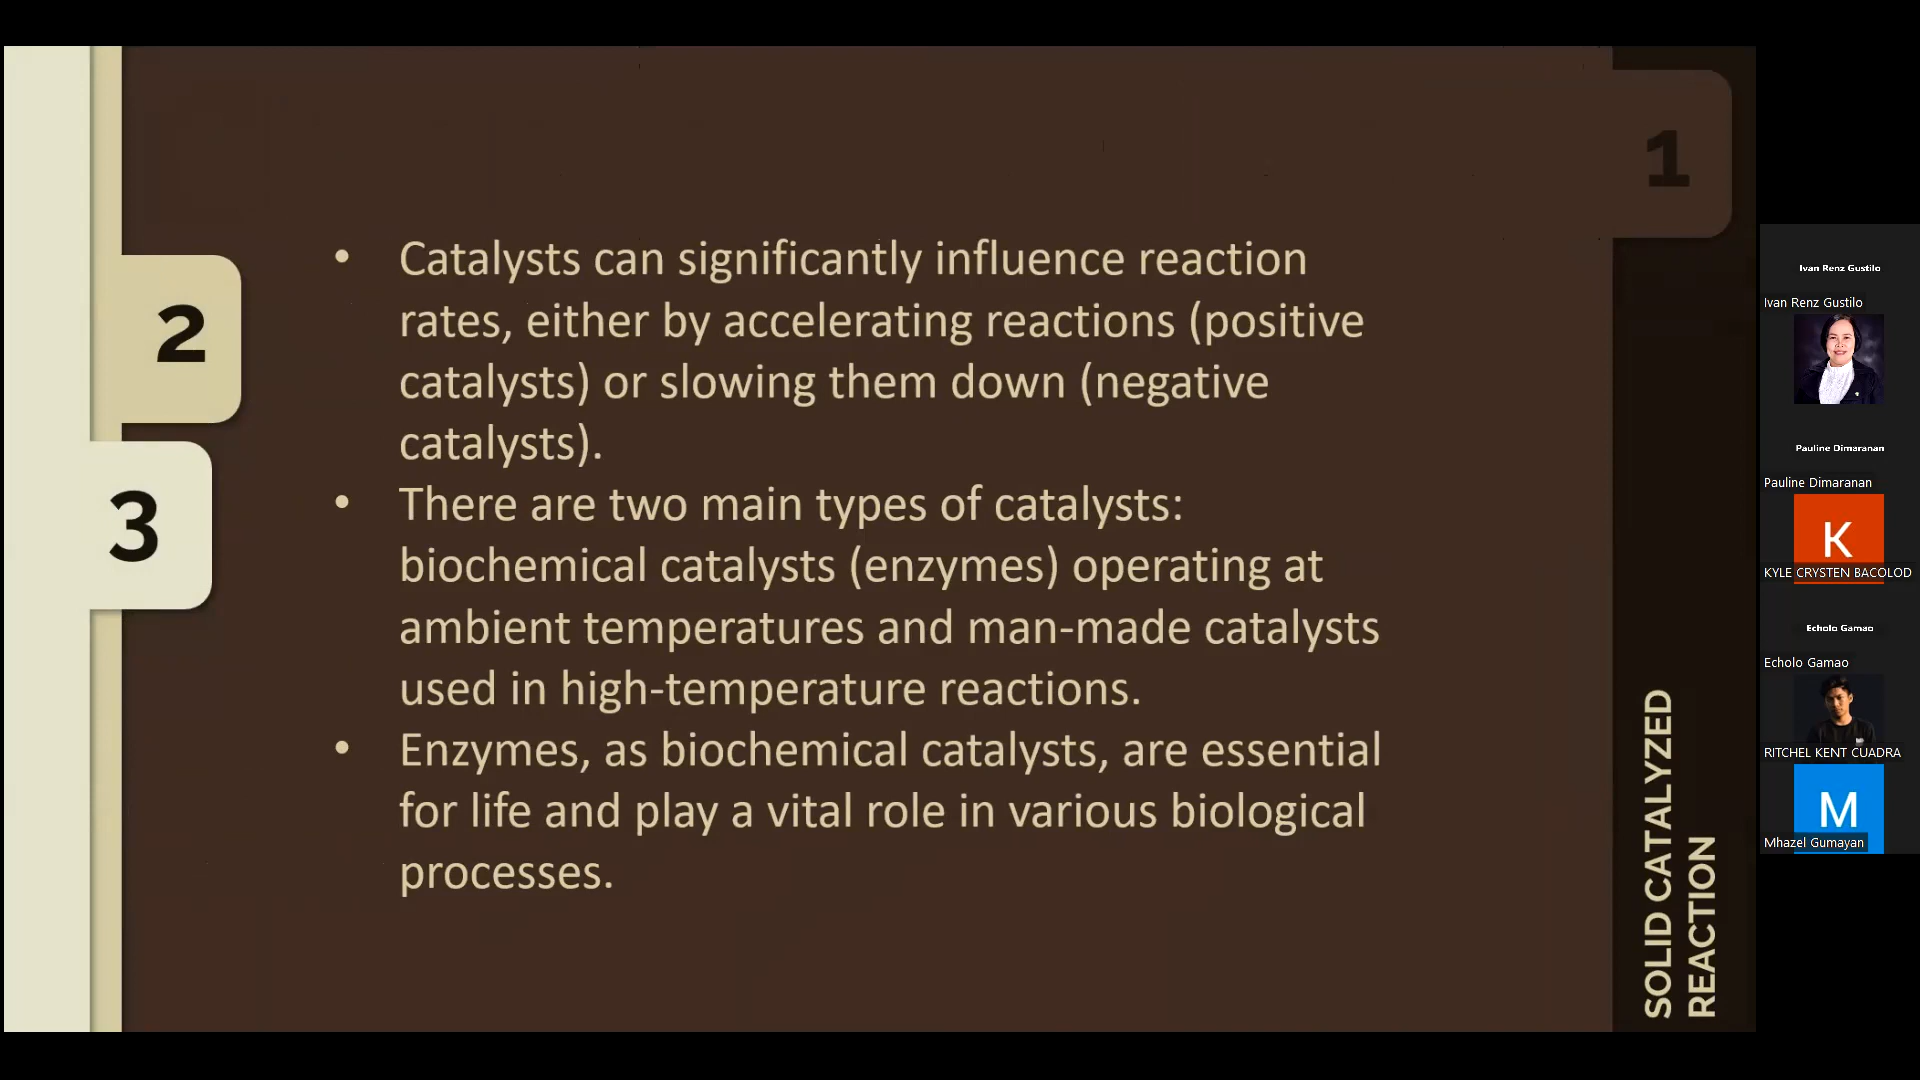 1
2
3
• Catalysts can significantly influence reaction
rates, either by accelerating reactions (positive
catalysts) or slowing them down (negative
catalysts).
• There are two main types of catalysts:
biochemical catalysts (enzymes) operating at
ambient temperatures and man-made catalysts
used in high-temperature reactions.
• Enzymes, as biochemical catalysts, are essential
for life and play a vital role in various biological
processes.
SOLID CATALYZED
REACTION
Ivan Renz Gustilo
Ivan Renz Gustilo
Pauline Dimaranan
Pauline Dimaranan
K
KYLE CRYSTEN BACOLOD
Echolo Gamao
Echolo Gamao
RITCHEL KENT CUADRA
M
Mhazel Gumayan